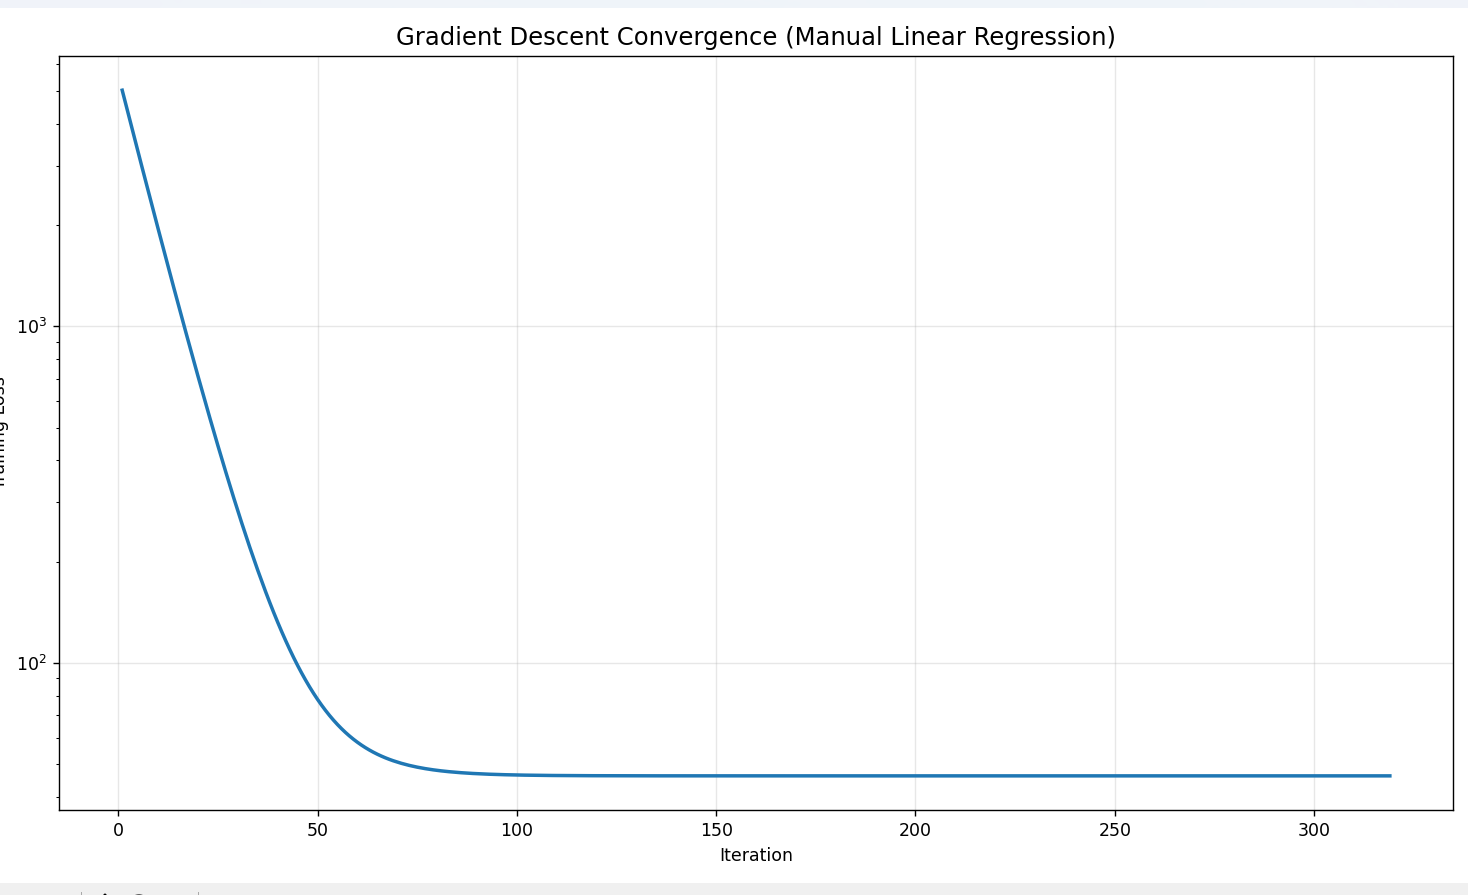 Gradient Descent Convergence (Manual Linear Regression)
10³
10²
0 50 100 150 200 250 300
Iteration